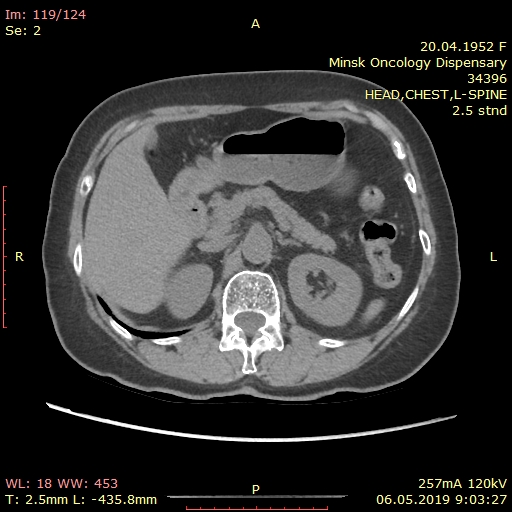 Im: 119/124
Se: 2
A
20.04.1952 F
Minsk Oncology Dispensary
34396
HEAD,CHEST,L-SPINE
2.5 stnd
R
L
WL: 18 WW: 453
T: 2.5mm L: -435.8mm
P
257mA 120kV
06.05.2019 9:03:27